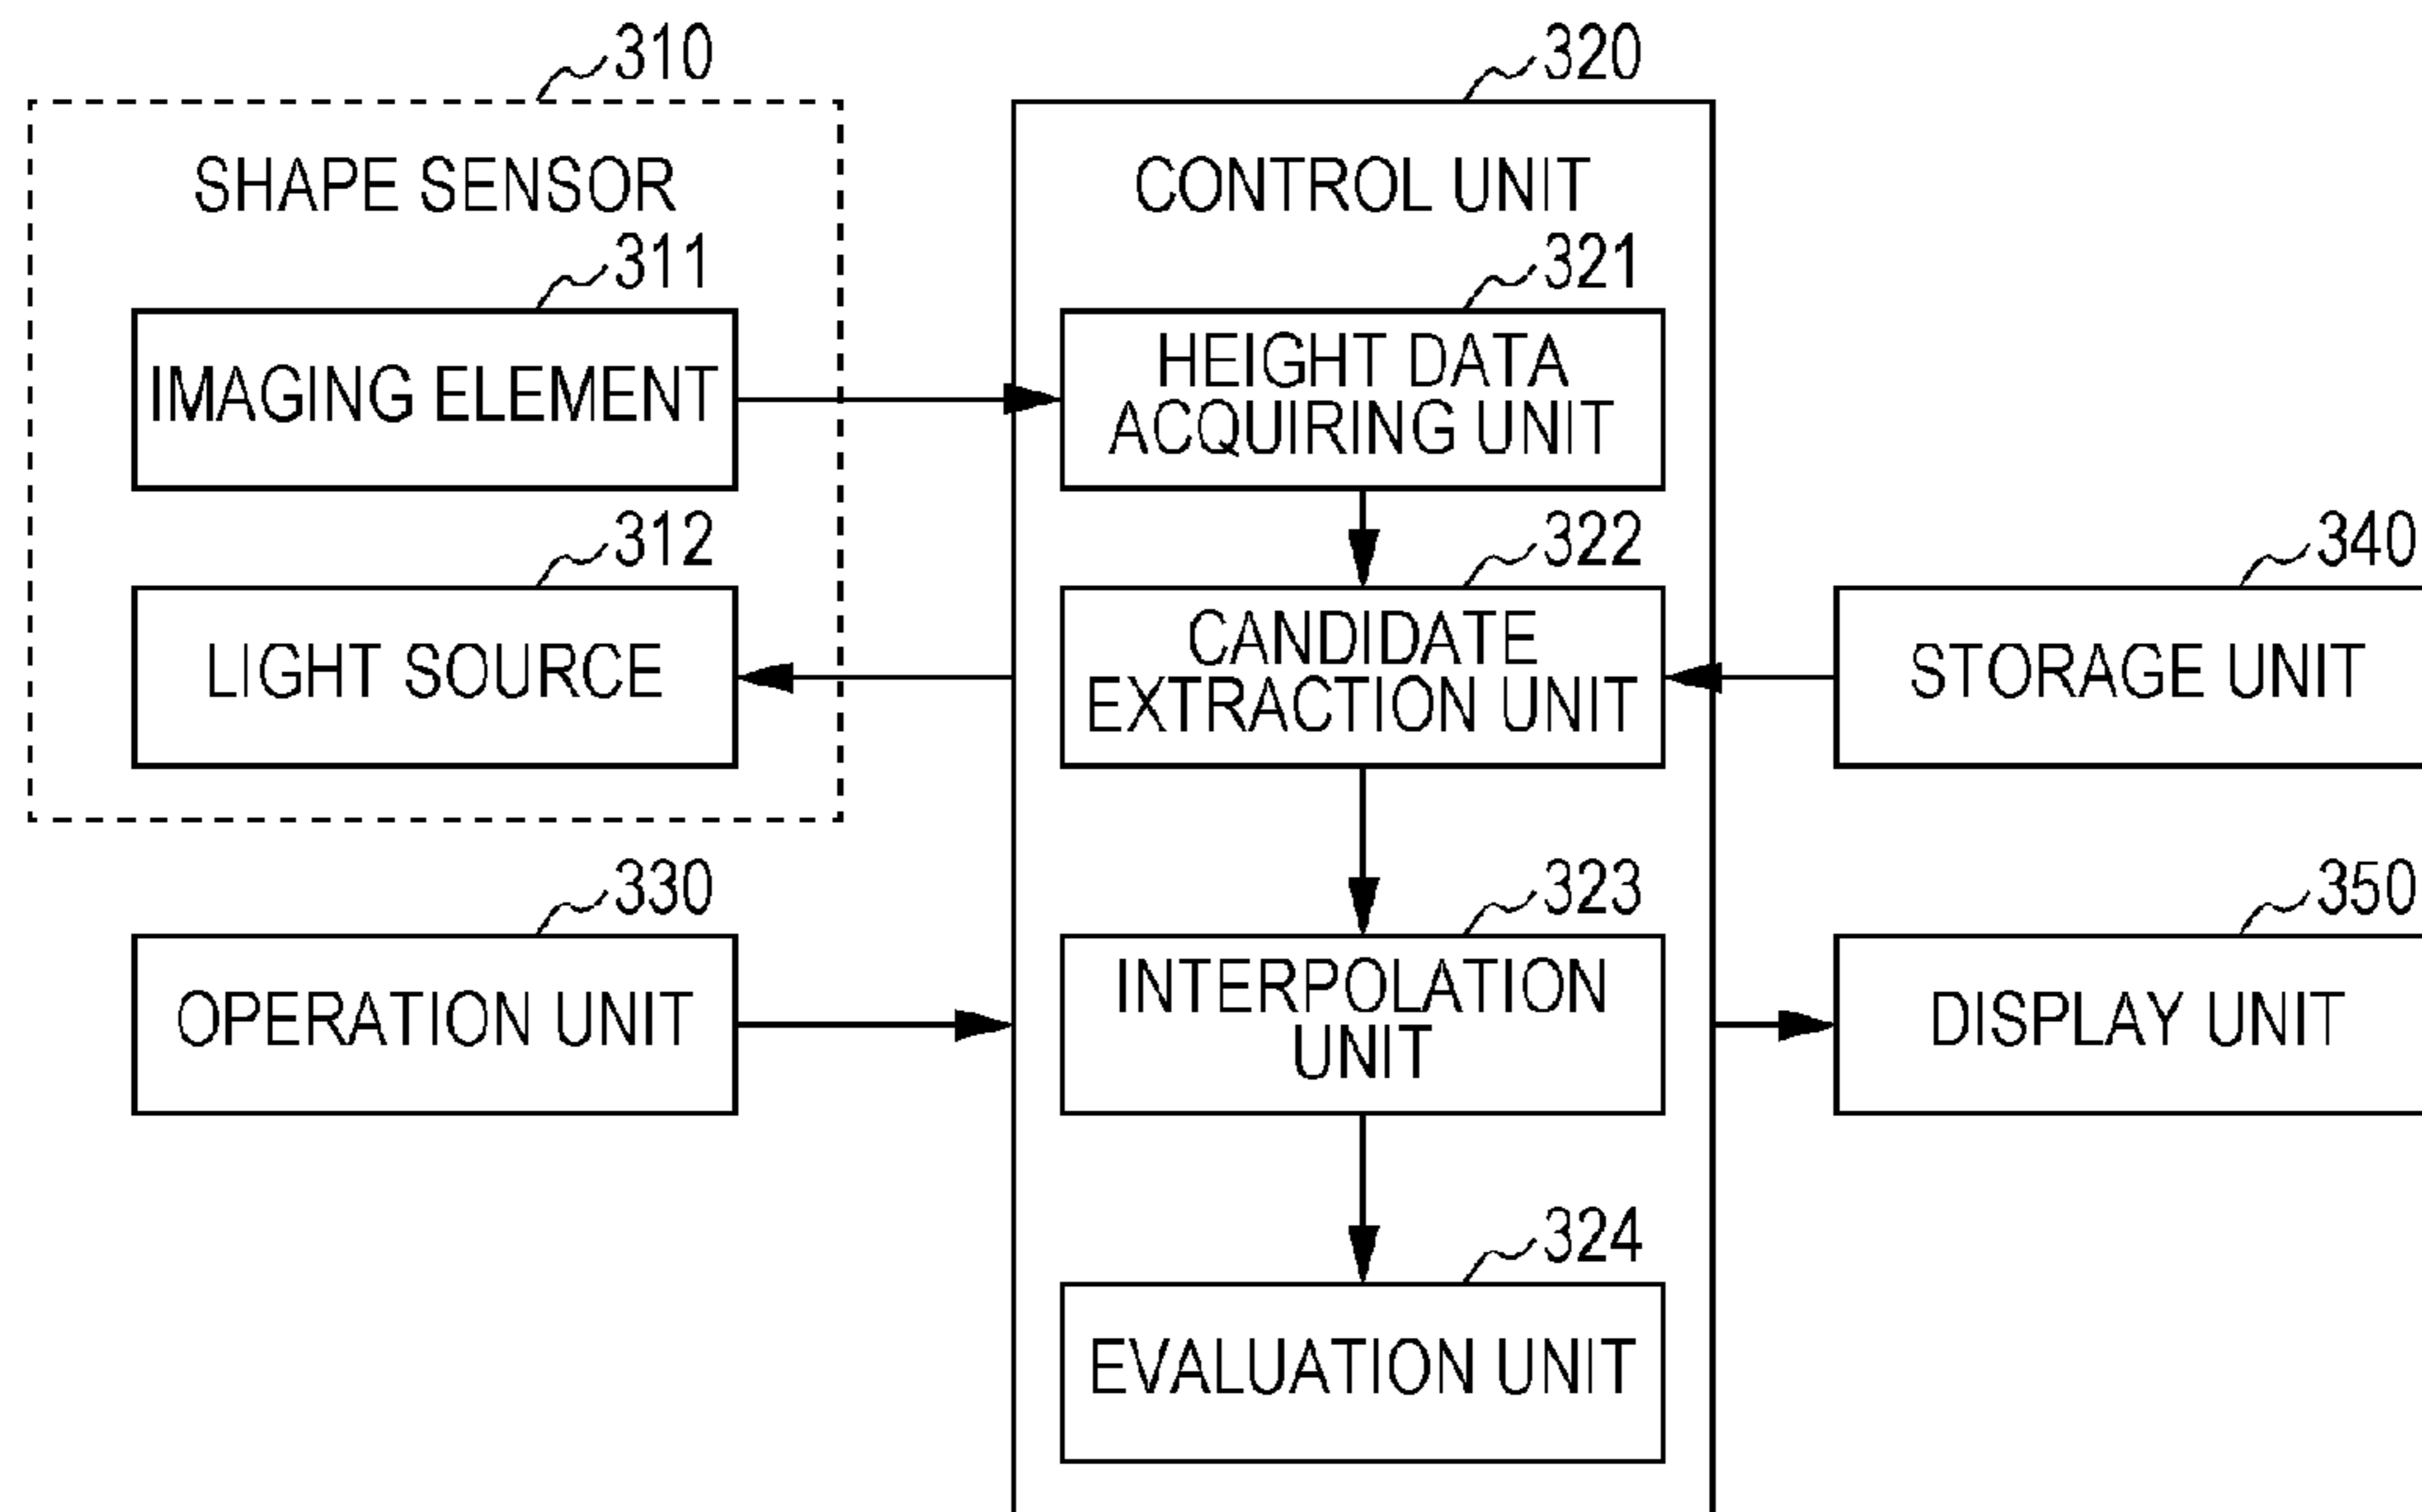 310
SHAPE SENSOR
311
IMAGING ELEMENT
312
LIGHT SOURCE
330
OPERATION UNIT
320
CONTROL UNIT
321
HEIGHT DATA
ACQUIRING UNIT
322
CANDIDATE
EXTRACTION UNIT
323
INTERPOLATION
UNIT
324
EVALUATION UNIT
340
STORAGE UNIT
350
DISPLAY UNIT